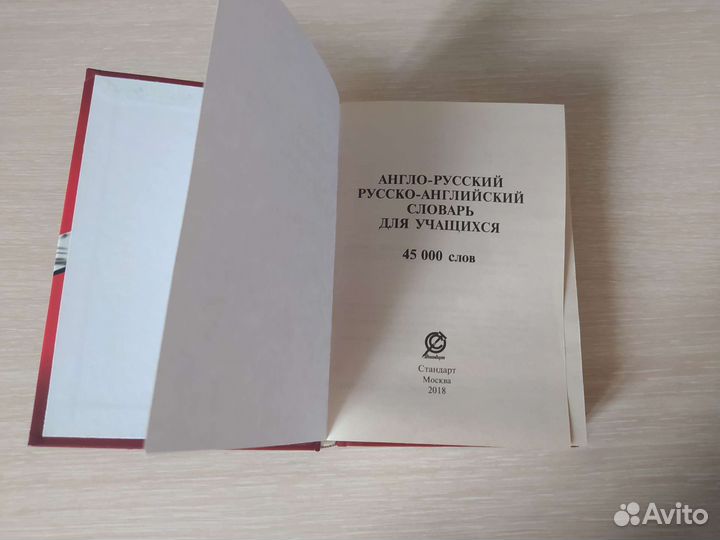 АНГЛО-РУССКИЙ
РУССКО-АНГЛИЙСКИЙ
СЛОВАРЬ
ДЛЯ УЧАЩИХСЯ
45 000 слов
Стандарт
Москва
2018
Avito